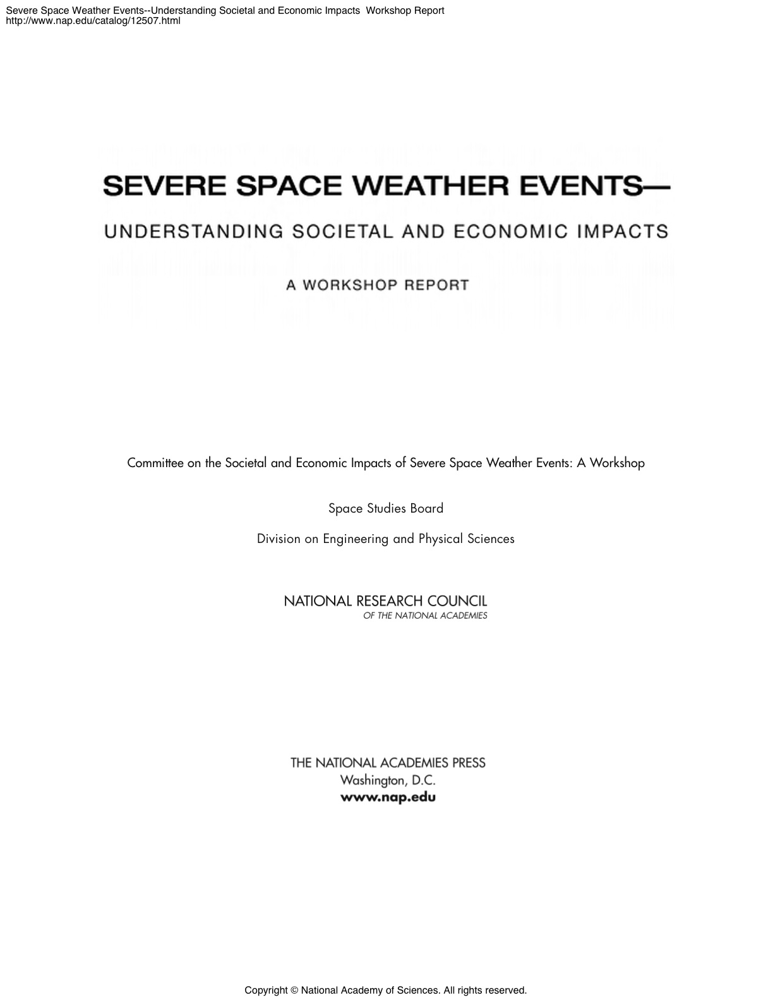 Severe Space Weather Events--Understanding Societal and Economic Impacts  Workshop Report
http://www.nap.edu/catalog/12507.html
SEVERE SPACE WEATHER EVENTS—
UNDERSTANDING SOCIETAL AND ECONOMIC IMPACTS
A WORKSHOP REPORT
Committee on the Societal and Economic Impacts of Severe Space Weather Events: A Workshop
Space Studies Board
Division on Engineering and Physical Sciences
NATIONAL RESEARCH COUNCIL
OF THE NATIONAL ACADEMIES
THE NATIONAL ACADEMIES PRESS
Washington, D.C.
www.nap.edu
Copyright © National Academy of Sciences. All rights reserved.